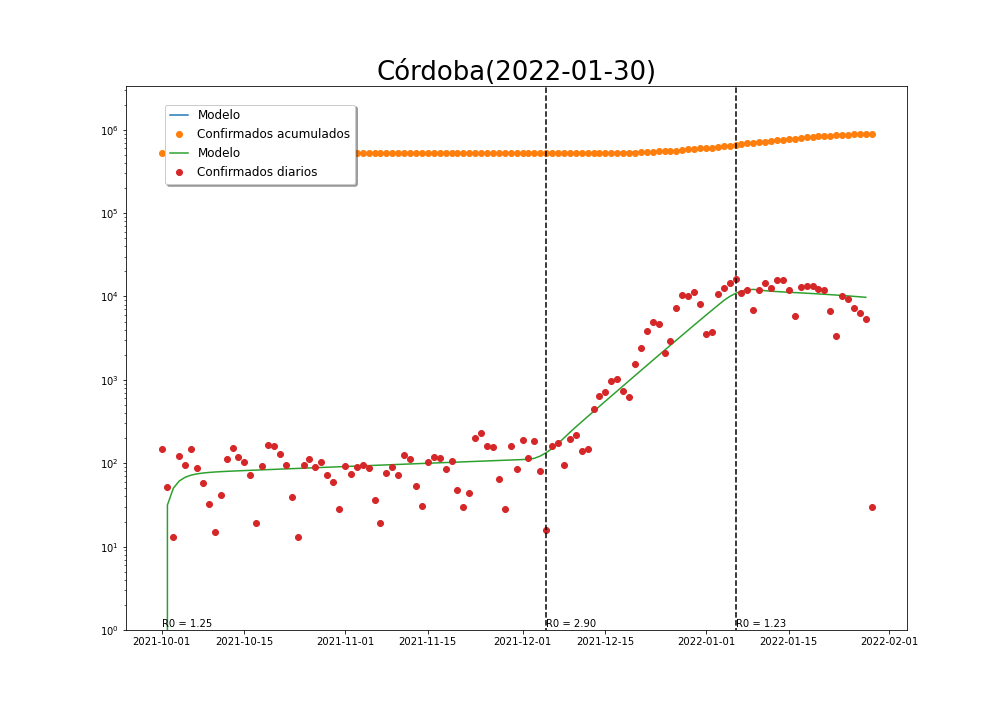 Córdoba(2022-01-30)
Modelo
Confirmados acumulados
Modelo
Confirmados diarios
10^6
10^5
10^4
10^3
10^2
10^1
10^0
R0 = 1.25
R0 = 2.90
R0 = 1.23
2021-10-01
2021-10-15
2021-11-01
2021-11-15
2021-12-01
2021-12-15
2022-01-01
2022-01-15
2022-02-01